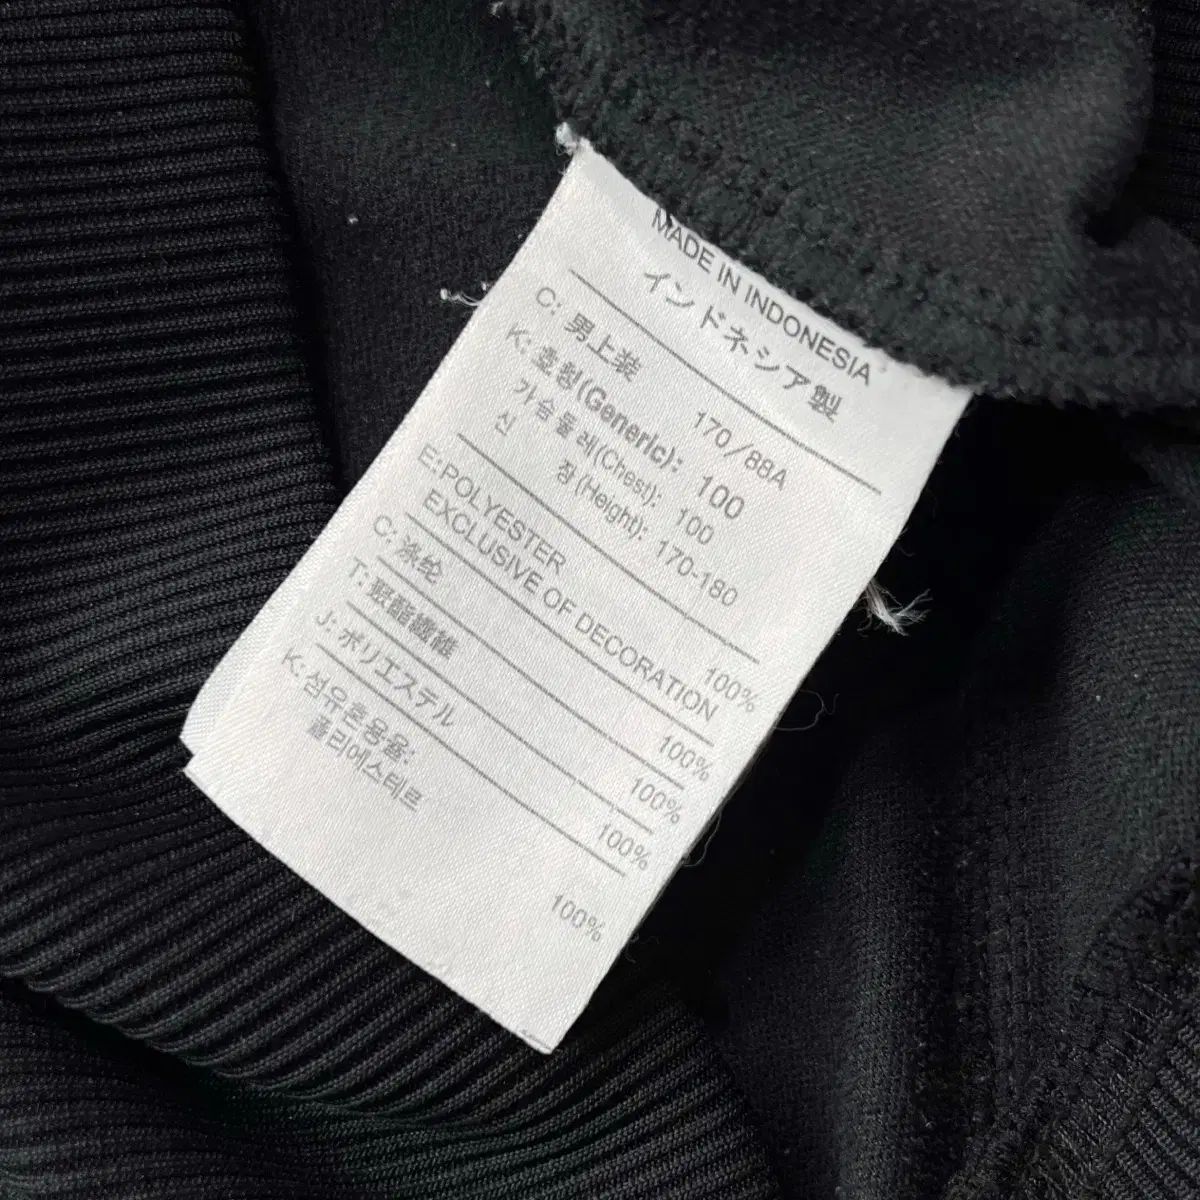 MADE IN INDONESIA
インドネシア製
C: 男上装 170/88A
K: 호칭(Generic): 100
가슴둘레(Chest): 100
신 장(Height): 170-180
E:POLYESTER 100%
EXCLUSIVE OF DECORATION
C: 涤纶 100%
T: 聚酯纖維 100%
J: ポリエステル 100%
K: 섬유혼용율:
폴리에스테르 100%